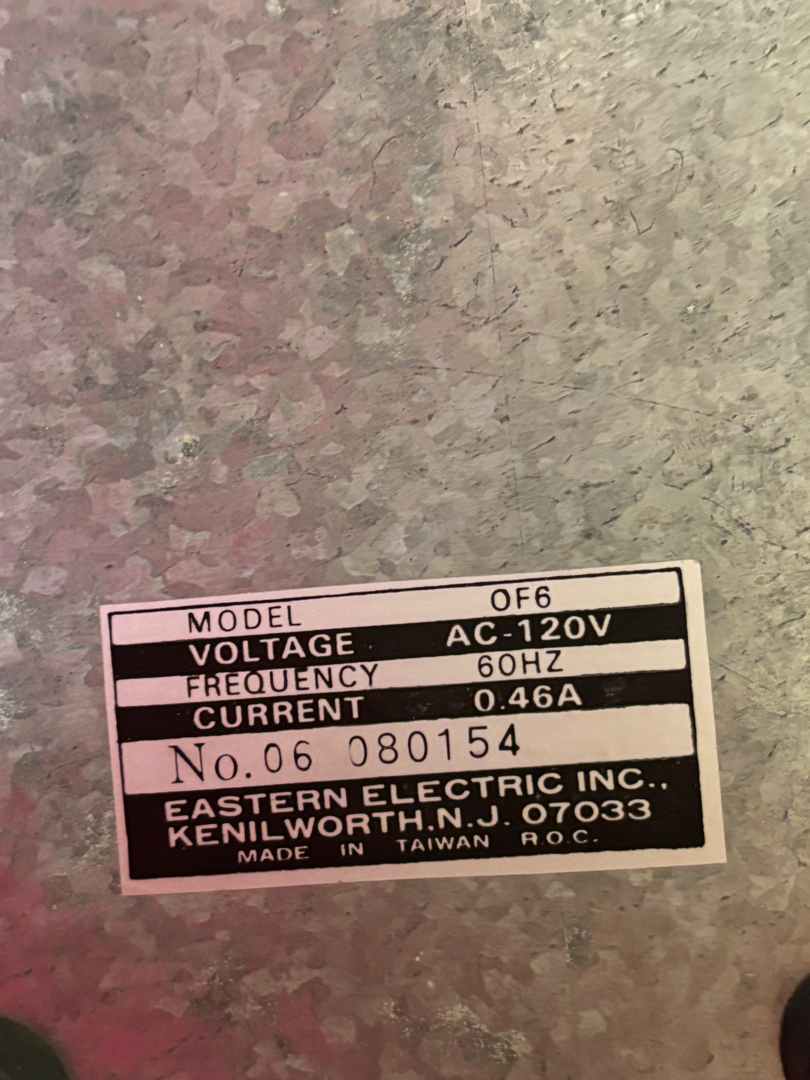 MODEL OF6
VOLTAGE AC-120V
FREQUENCY 60HZ
CURRENT 0.46A
No. 06 080154
EASTERN ELECTRIC INC.,
KENILWORTH, N.J. 07033
MADE IN TAIWAN R.O.C.